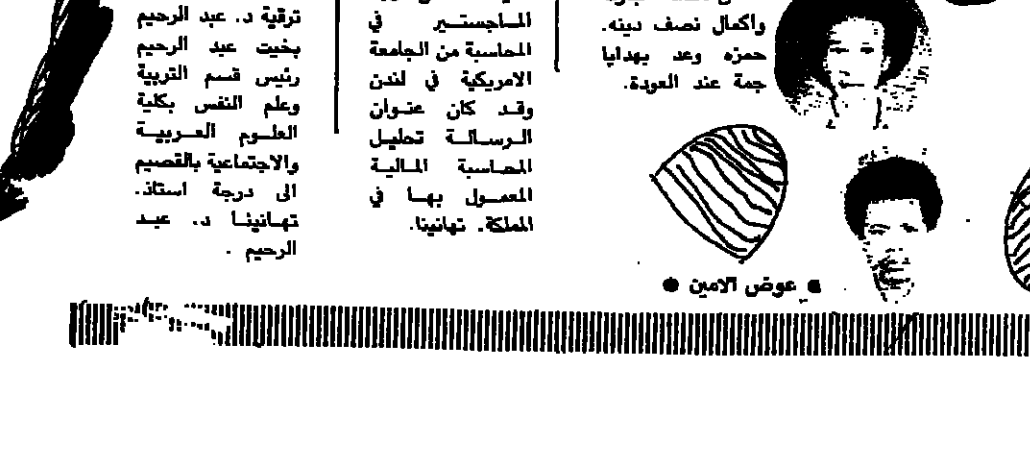 واكمال نصف دينه.
حمزه وعد بهدايا
جمة عند العودة.
● عوض الامين ●
المـاجستــير في
المحاسبة من الجامعة
الامريكية في لندن
وقد كان عنوان
الرسالة تحليل
المحاسبة المالية
المعمول بها في
المملكة. تهانينا.
ترقية د. عبد الرحيم
بخيت عبد الرحيم
رئيس قسم التربية
وعلم النفس بكلية
العلوم العربية
والاجتماعية بالقصيم
الى درجة استاذ.
تهانينا د. عبد
الرحيم .